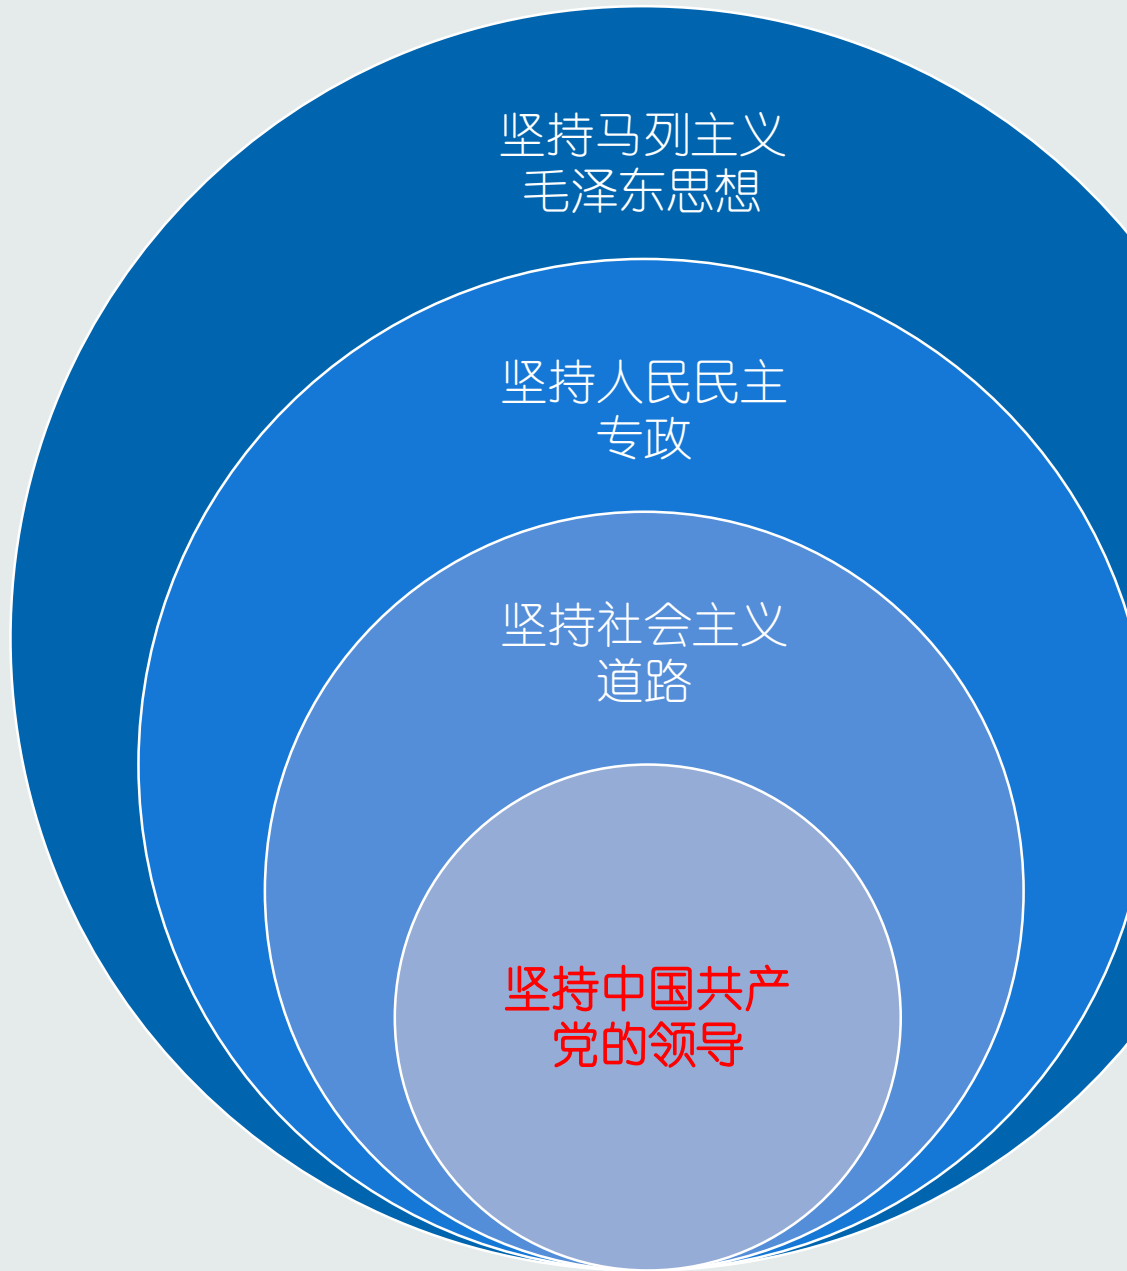 坚持马列主义
毛泽东思想
坚持人民民主
专政
坚持社会主义
道路
坚持中国共产
党的领导